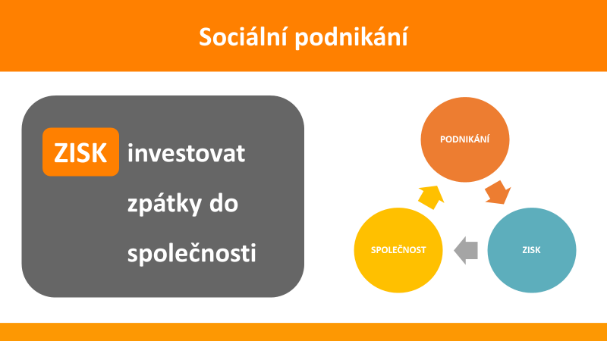 Sociální podnikání
ZISK investovat
zpátky do
společnosti
PODNIKÁNÍ
SPOLEČNOST
ZISK